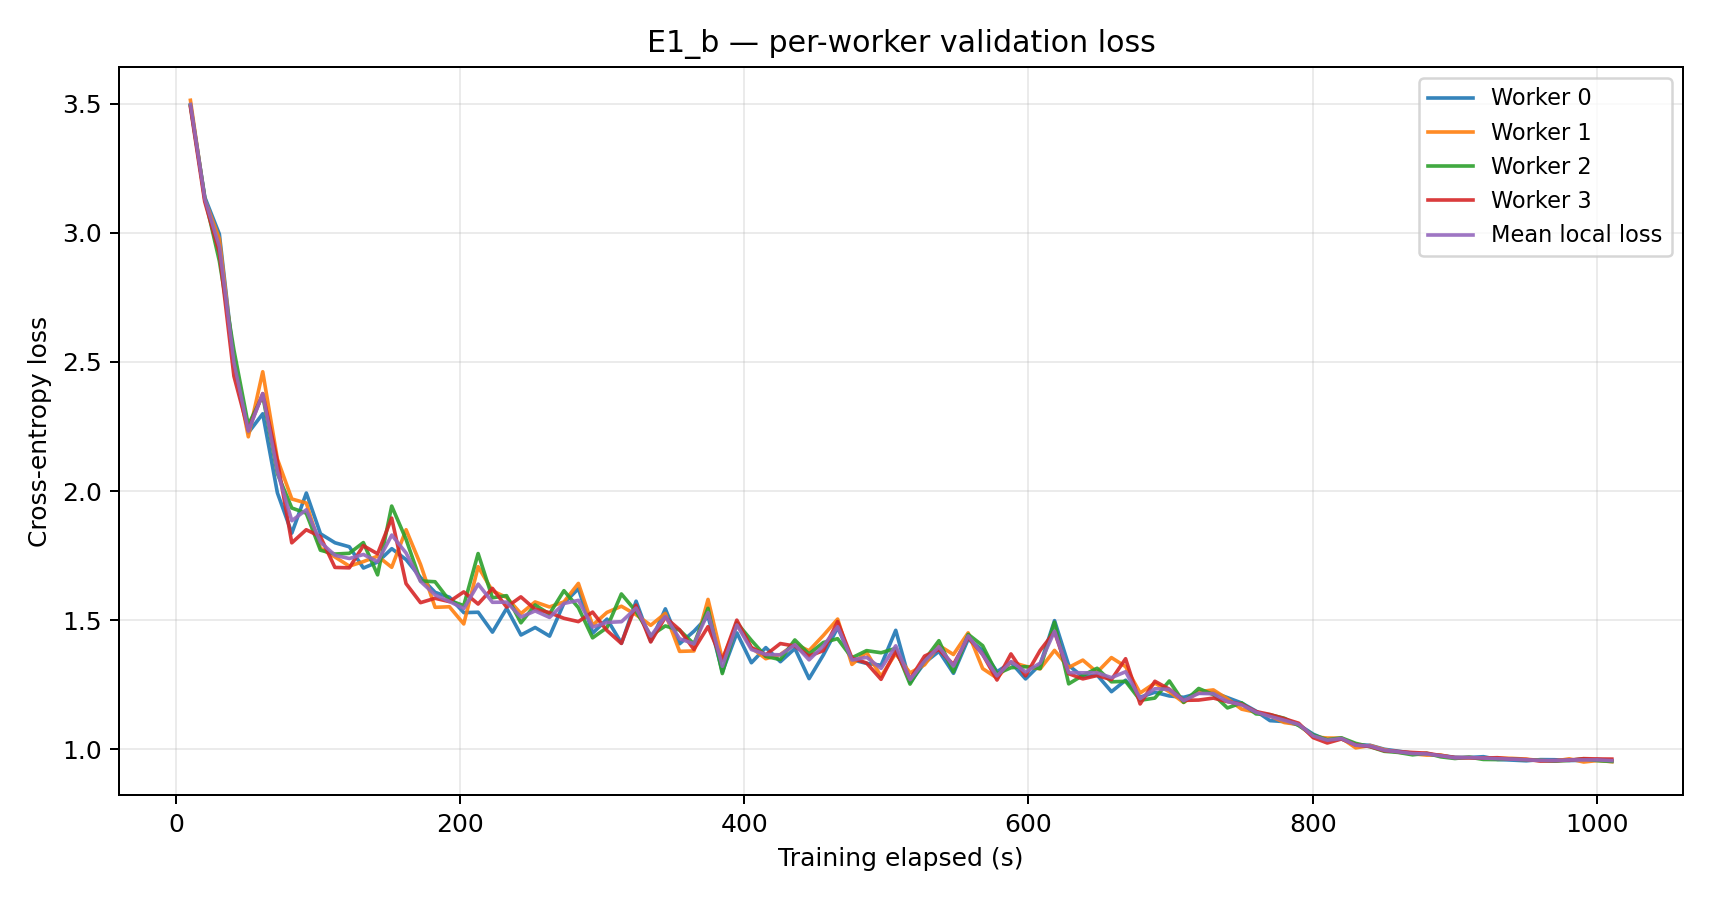 E1_b — per-worker validation loss
Cross-entropy loss
3.5
3.0
2.5
2.0
1.5
1.0
Worker 0
Worker 1
Worker 2
Worker 3
Mean local loss
0
200
400
600
800
1000
Training elapsed (s)